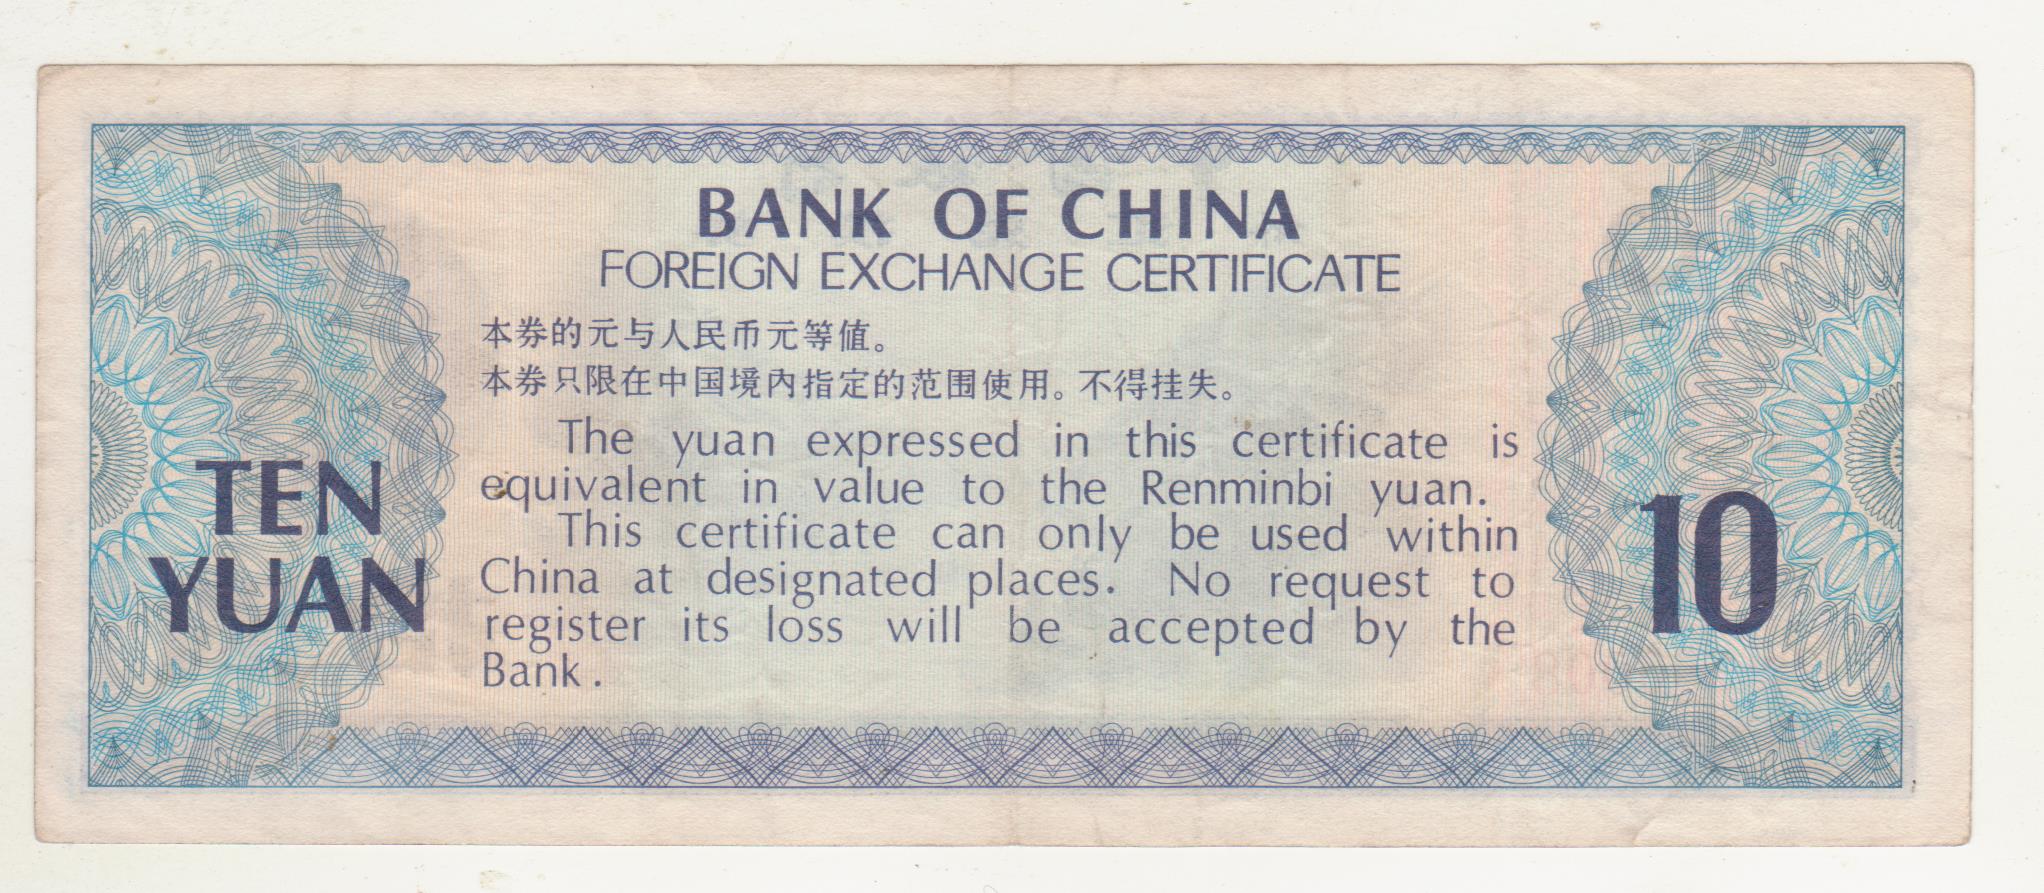 BANK OF CHINA
FOREIGN EXCHANGE CERTIFICATE
本券的元与人民币元等值。
本券只限在中国境内指定的范围使用。不得挂失。
The yuan expressed in this certificate is
equivalent in value to the Renminbi yuan.
This certificate can only be used within
China at designated places. No request to
register its loss will be accepted by the
Bank.
TEN
YUAN
10